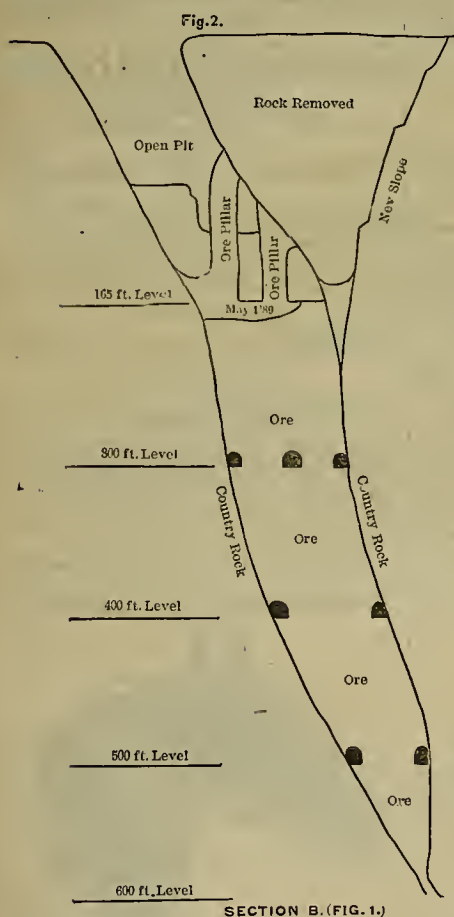 Fig.2.
Rock Removed
Open Pit
New Slope
Ore Pillar
Ore Pillar
165 ft. Level
May 1'89
Ore
300 ft. Level
Country Rock
Country Rock
Ore
400 ft. Level
Ore
500 ft. Level
Ore
600 ft. Level
SECTION B. (FIG. 1.)